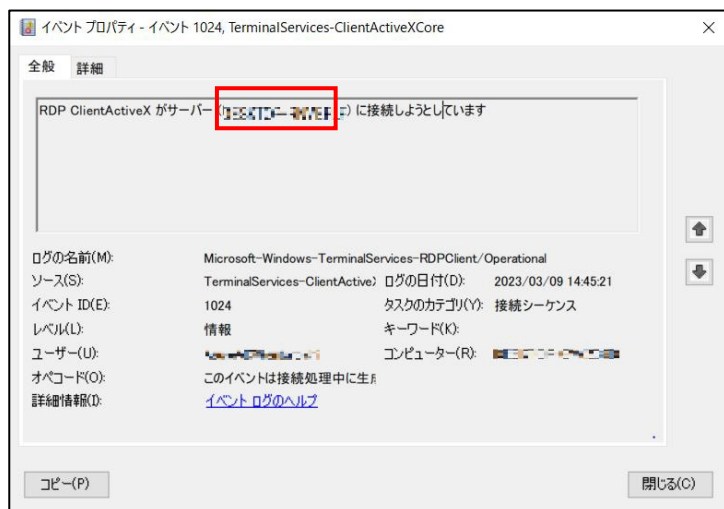 イベント プロパティ - イベント 1024, TerminalServices-ClientActiveXCore
全般 詳細
RDP ClientActiveX がサーバー ( ) に接続しようとしています
ログの名前(M): Microsoft-Windows-TerminalServices-RDPClient/Operational
ソース(S): TerminalServices-ClientActive ログの日付(D): 2023/03/09 14:45:21
イベント ID(E): 1024 タスクのカテゴリ(Y): 接続シーケンス
レベル(L): 情報 キーワード(K):
ユーザー(U): コンピューター(R):
オペコード(O): このイベントは接続処理中に生
詳細情報(I): イベント ログのヘルプ
コピー(P) 閉じる(C)